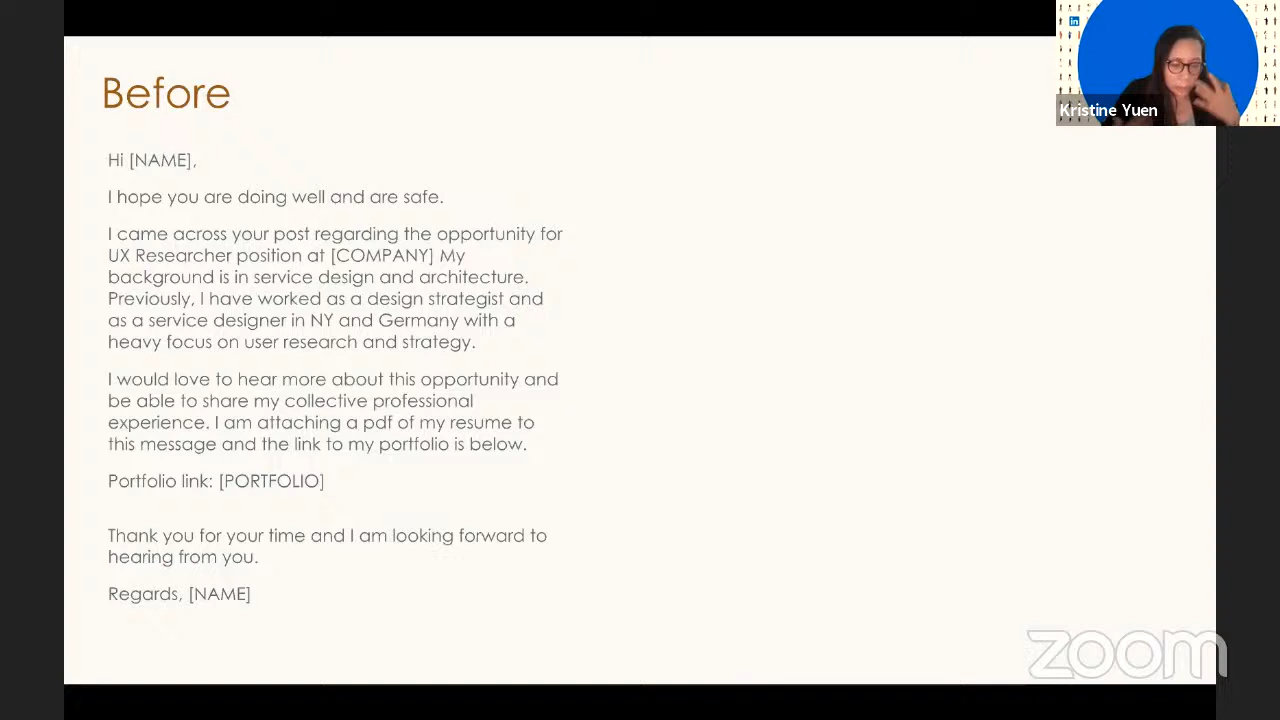 Before
Hi [NAME],
I hope you are doing well and are safe.
I came across your post regarding the opportunity for
UX Researcher position at [COMPANY] My
background is in service design and architecture.
Previously, I have worked as a design strategist and
as a service designer in NY and Germany with a
heavy focus on user research and strategy.
I would love to hear more about this opportunity and
be able to share my collective professional
experience. I am attaching a pdf of my resume to
this message and the link to my portfolio is below.
Portfolio link: [PORTFOLIO]
Thank you for your time and I am looking forward to
hearing from you.
Regards, [NAME]
in
Kristine Yuen
zoom